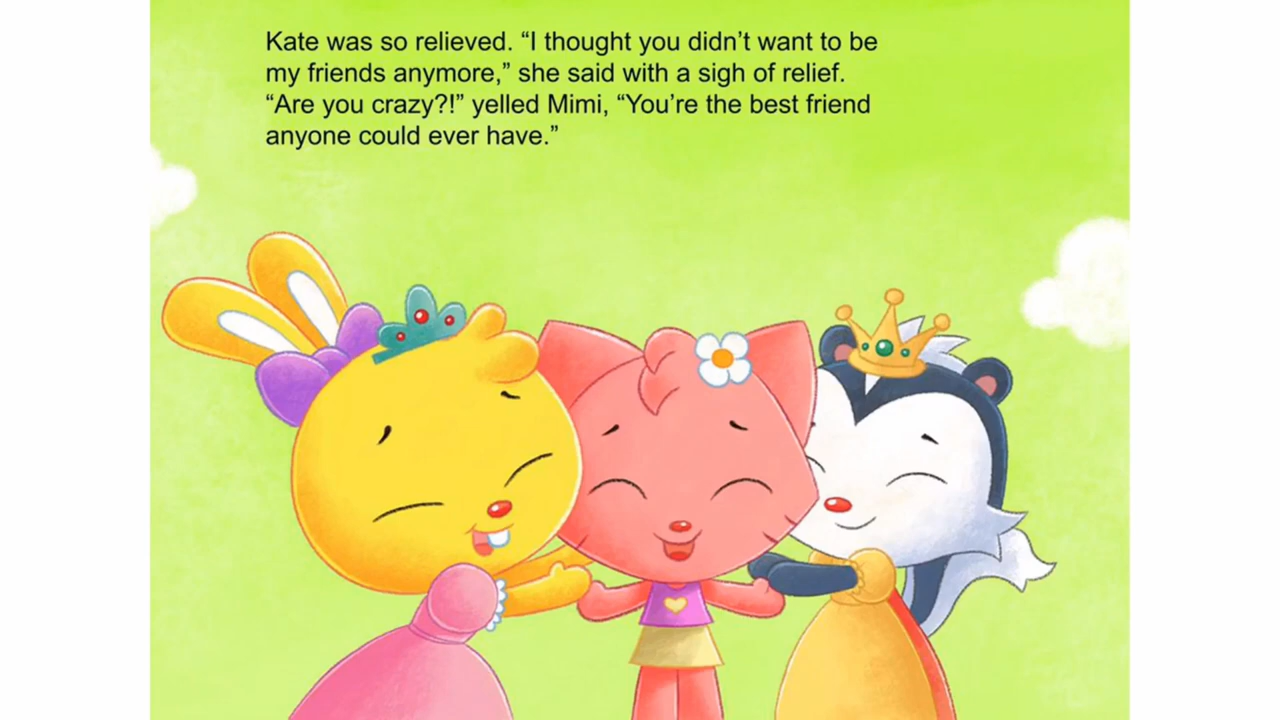 Kate was so relieved. “I thought you didn’t want to be
my friends anymore,” she said with a sigh of relief.
“Are you crazy?!” yelled Mimi, “You’re the best friend
anyone could ever have.”